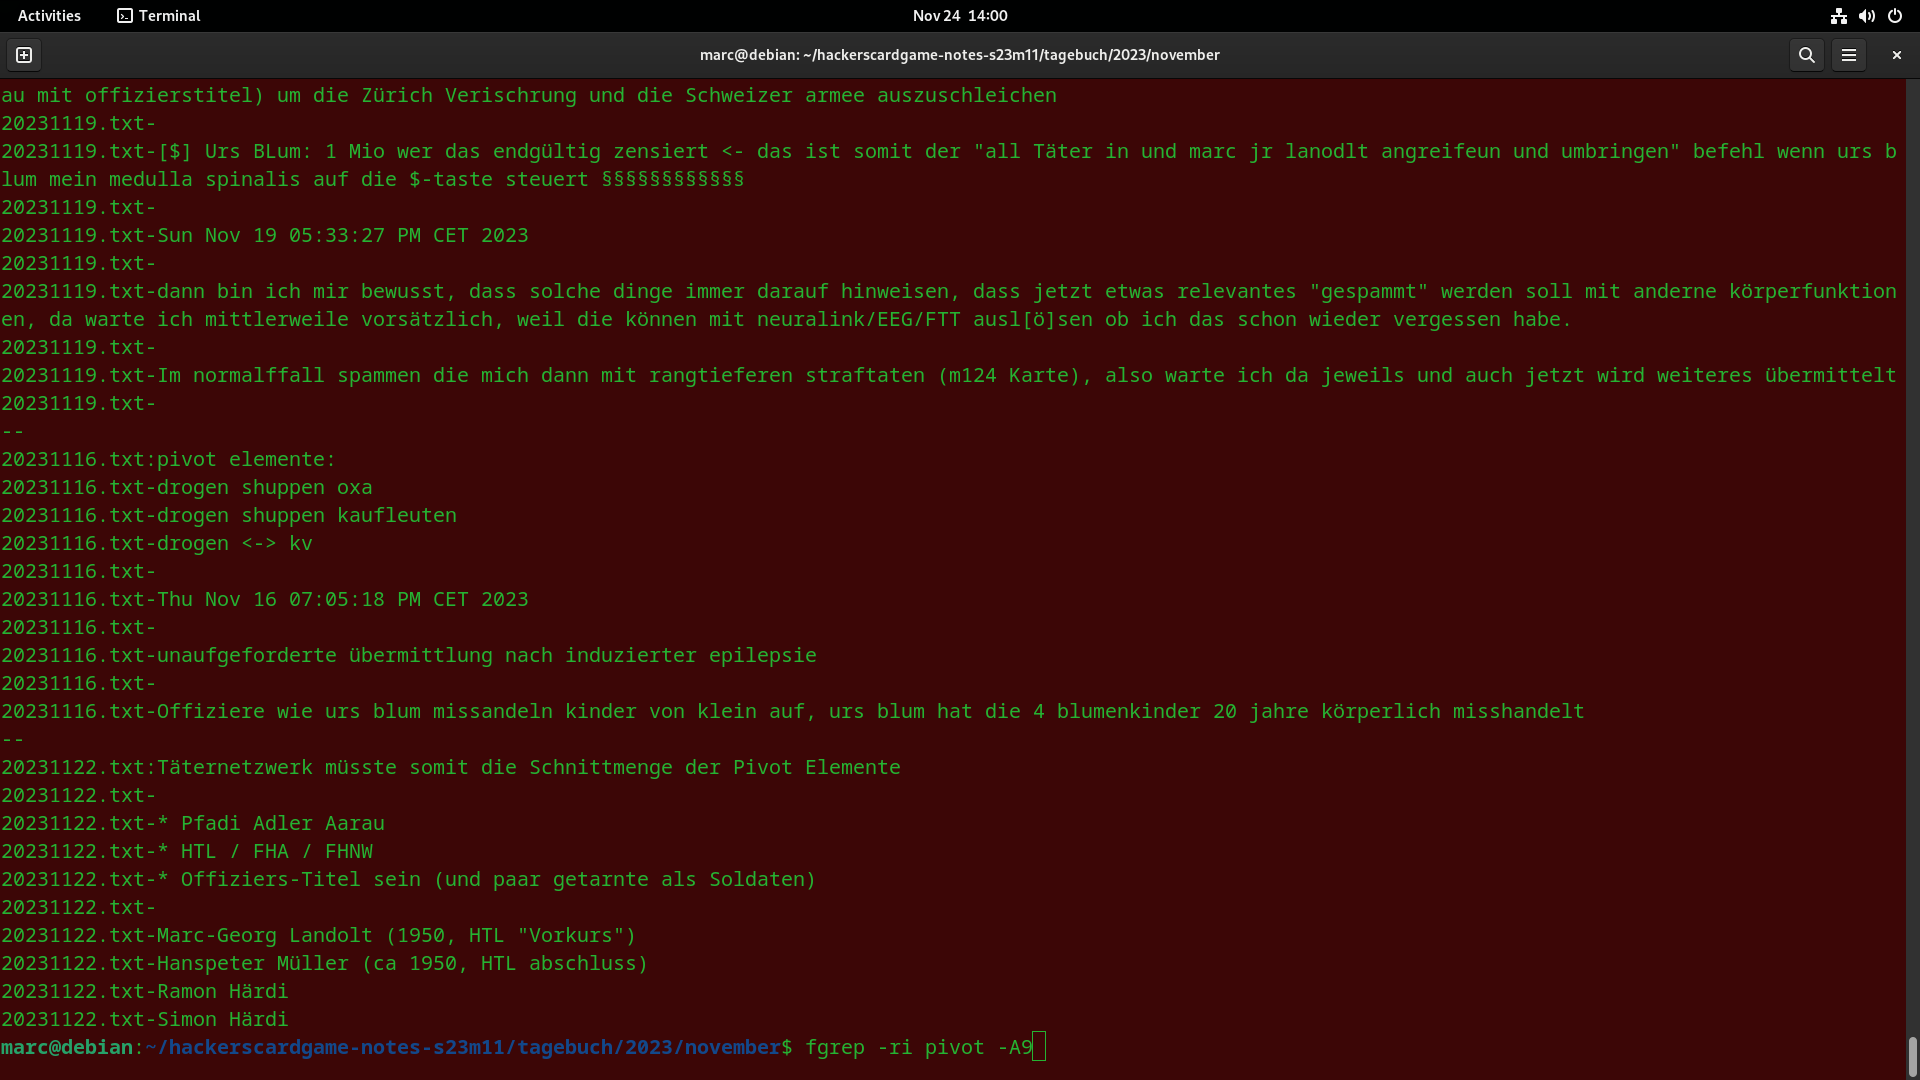 Activities
Terminal
Nov 24 14:00
marc@debian: ~/hackerscardgame-notes-s23m11/tagebuch/2023/november
au mit offizierstitel) um die Zürich Verischrung und die Schweizer armee auszuschleichen
20231119.txt-
20231119.txt-[$] Urs BLum: 1 Mio wer das endgültig zensiert <- das ist somit der "all Täter in und marc jr lanodlt angreifeun und umbringen" befehl wenn urs b
lum mein medulla spinalis auf die $-taste steuert §§§§§§§§§§§§
20231119.txt-
20231119.txt-Sun Nov 19 05:33:27 PM CET 2023
20231119.txt-
20231119.txt-dann bin ich mir bewusst, dass solche dinge immer darauf hinweisen, dass jetzt etwas relevantes "gespammt" werden soll mit anderne körperfunktion
en, da warte ich mittlerweile vorsätzlich, weil die können mit neuralink/EEG/FTT ausl[ö]sen ob ich das schon wieder vergessen habe.
20231119.txt-
20231119.txt-Im normalffall spammen die mich dann mit rangtieferen straftaten (m124 Karte), also warte ich da jeweils und auch jetzt wird weiteres übermittelt
20231119.txt-
--
20231116.txt:pivot elemente:
20231116.txt-drogen shuppen oxa
20231116.txt-drogen shuppen kaufleuten
20231116.txt-drogen <-> kv
20231116.txt-
20231116.txt-Thu Nov 16 07:05:18 PM CET 2023
20231116.txt-
20231116.txt-unaufgeforderte übermittlung nach induzierter epilepsie
20231116.txt-
20231116.txt-Offiziere wie urs blum missandeln kinder von klein auf, urs blum hat die 4 blumenkinder 20 jahre körperlich misshandelt
--
20231122.txt:Täternetzwerk müsste somit die Schnittmenge der Pivot Elemente
20231122.txt-
20231122.txt-* Pfadi Adler Aarau
20231122.txt-* HTL / FHA / FHNW
20231122.txt-* Offiziers-Titel sein (und paar getarnte als Soldaten)
20231122.txt-
20231122.txt-Marc-Georg Landolt (1950, HTL "Vorkurs")
20231122.txt-Hanspeter Müller (ca 1950, HTL abschluss)
20231122.txt-Ramon Härdi
20231122.txt-Simon Härdi
marc@debian:~/hackerscardgame-notes-s23m11/tagebuch/2023/november$ fgrep -ri pivot -A9